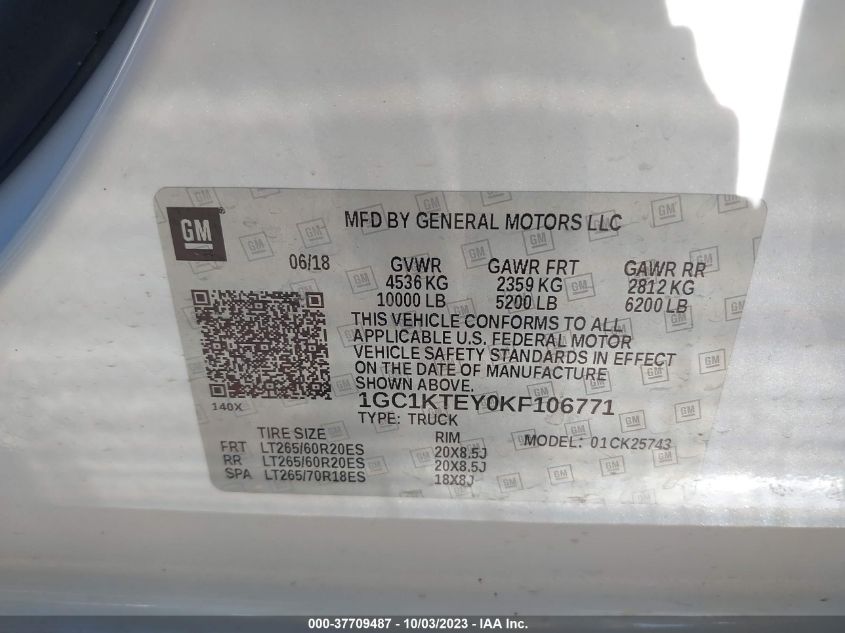 GM
MFD BY GENERAL MOTORS LLC
06/18 GVWR GAWR FRT GAWR RR
4536 KG 2359 KG 2812 KG
10000 LB 5200 LB 6200 LB
THIS VEHICLE CONFORMS TO ALL
APPLICABLE U.S. FEDERAL MOTOR
VEHICLE SAFETY STANDARDS IN EFFECT
ON THE DATE OF MANUFACTURE
SHOWN ABOVE.
140X
1GC1KTEY0KF106771
TYPE: TRUCK
TIRE SIZE RIM MODEL: 01CK25743
FRT LT265/60R20ES 20X8.5J
RR LT265/60R20ES 20X8.5J
SPA LT265/70R18ES 18X8J
000-37709487 - 10/03/2023 - IAA Inc.